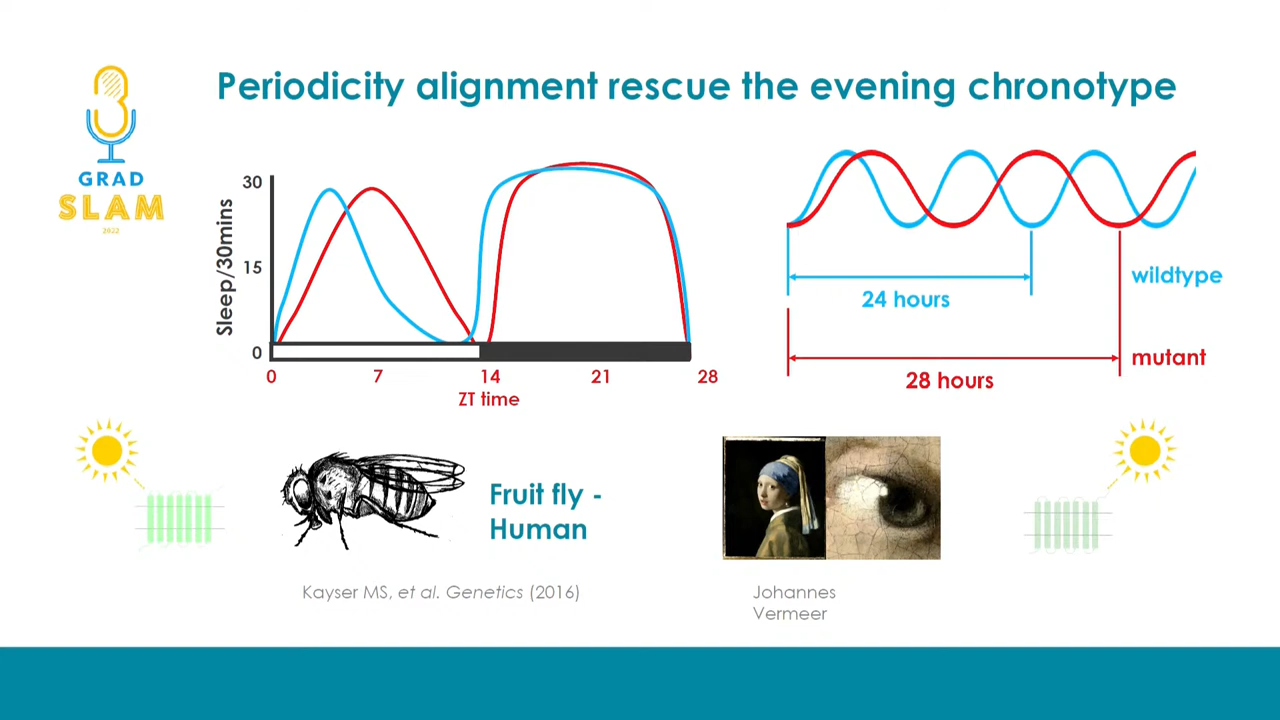 Periodicity alignment rescue the evening chronotype
GRAD
SLAM
2022
Sleep/30mins
30
15
0
0 7 14 21 28
ZT time
24 hours
wildtype
28 hours
mutant
Fruit fly -
Human
Kayser MS, et al. Genetics (2016)
Johannes
Vermeer